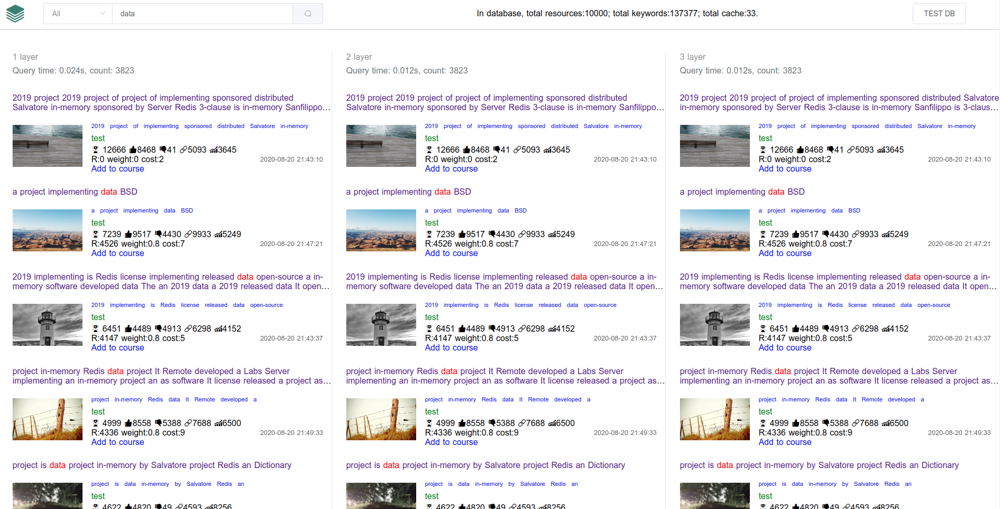 All
data
In database, total resources:10000; total keywords:137377; total cache:33.
TEST DB
1 layer
Query time: 0.024s, count: 3823
2019 project 2019 project of project of implementing sponsored distributed
Salvatore in-memory sponsored by Server Redis 3-clause is in-memory Sanfilippo…
2019 project of implementing sponsored distributed Salvatore in-memory
test
12666 8468 41 5093 3645
R:0 weight:0 cost:2
2020-08-20 21:43:10
Add to course
a project implementing data BSD
a project implementing data BSD
test
7239 9517 4430 9933 5249
R:4526 weight:0.8 cost:7
2020-08-20 21:47:21
Add to course
2019 implementing is Redis license implementing released data open-source a in-
memory software developed data The an 2019 data a 2019 released data It open…
2019 implementing is Redis license released data open-source
test
6451 4489 4913 6298 4152
R:4147 weight:0.8 cost:5
2020-08-20 21:43:37
Add to course
project in-memory Redis data project It Remote developed a Labs Server
implementing an in-memory project an as software It license released a project as…
project in-memory Redis data It Remote developed a
test
4999 8558 5388 7688 6500
R:4336 weight:0.8 cost:9
2020-08-20 21:49:33
Add to course
project is data project in-memory by Salvatore project Redis an Dictionary
project is data in-memory by Salvatore Redis an
test
4622 4820 49 4593 8256
2 layer
Query time: 0.012s, count: 3823
2019 project 2019 project of project of implementing sponsored distributed
Salvatore in-memory sponsored by Server Redis 3-clause is in-memory Sanfilippo…
2019 project of implementing sponsored distributed Salvatore in-memory
test
12666 8468 41 5093 3645
R:0 weight:0 cost:2
2020-08-20 21:43:10
Add to course
a project implementing data BSD
a project implementing data BSD
test
7239 9517 4430 9933 5249
R:4526 weight:0.8 cost:7
2020-08-20 21:47:21
Add to course
2019 implementing is Redis license implementing released data open-source a in-
memory software developed data The an 2019 data a 2019 released data It open…
2019 implementing is Redis license released data open-source
test
6451 4489 4913 6298 4152
R:4147 weight:0.8 cost:5
2020-08-20 21:43:37
Add to course
project in-memory Redis data project It Remote developed a Labs Server
implementing an in-memory project an as software It license released a project as…
project in-memory Redis data It Remote developed a
test
4999 8558 5388 7688 6500
R:4336 weight:0.8 cost:9
2020-08-20 21:49:33
Add to course
project is data project in-memory by Salvatore project Redis an Dictionary
project is data in-memory by Salvatore Redis an
test
4622 4820 49 4593 8256
3 layer
Query time: 0.012s, count: 3823
2019 project 2019 project of project of implementing sponsored distributed Salvatore
in-memory sponsored by Server Redis 3-clause is in-memory Sanfilippo is 3-claus…
2019 project of implementing sponsored distributed Salvatore in-memory
test
12666 8468 41 5093 3645
R:0 weight:0 cost:2
2020-08-20 21:43:10
Add to course
a project implementing data BSD
a project implementing data BSD
test
7239 9517 4430 9933 5249
R:4526 weight:0.8 cost:7
2020-08-20 21:47:21
Add to course
2019 implementing is Redis license implementing released data open-source a in-
memory software developed data The an 2019 data a 2019 released data It open…
2019 implementing is Redis license released data open-source
test
6451 4489 4913 6298 4152
R:4147 weight:0.8 cost:5
2020-08-20 21:43:37
Add to course
project in-memory Redis data project It Remote developed a Labs Server
implementing an in-memory project an as software It license released a project as…
project in-memory Redis data It Remote developed a
test
4999 8558 5388 7688 6500
R:4336 weight:0.8 cost:9
2020-08-20 21:49:33
Add to course
project is data project in-memory by Salvatore project Redis an Dictionary
project is data in-memory by Salvatore Redis an
test
4622 4820 49 4593 8256